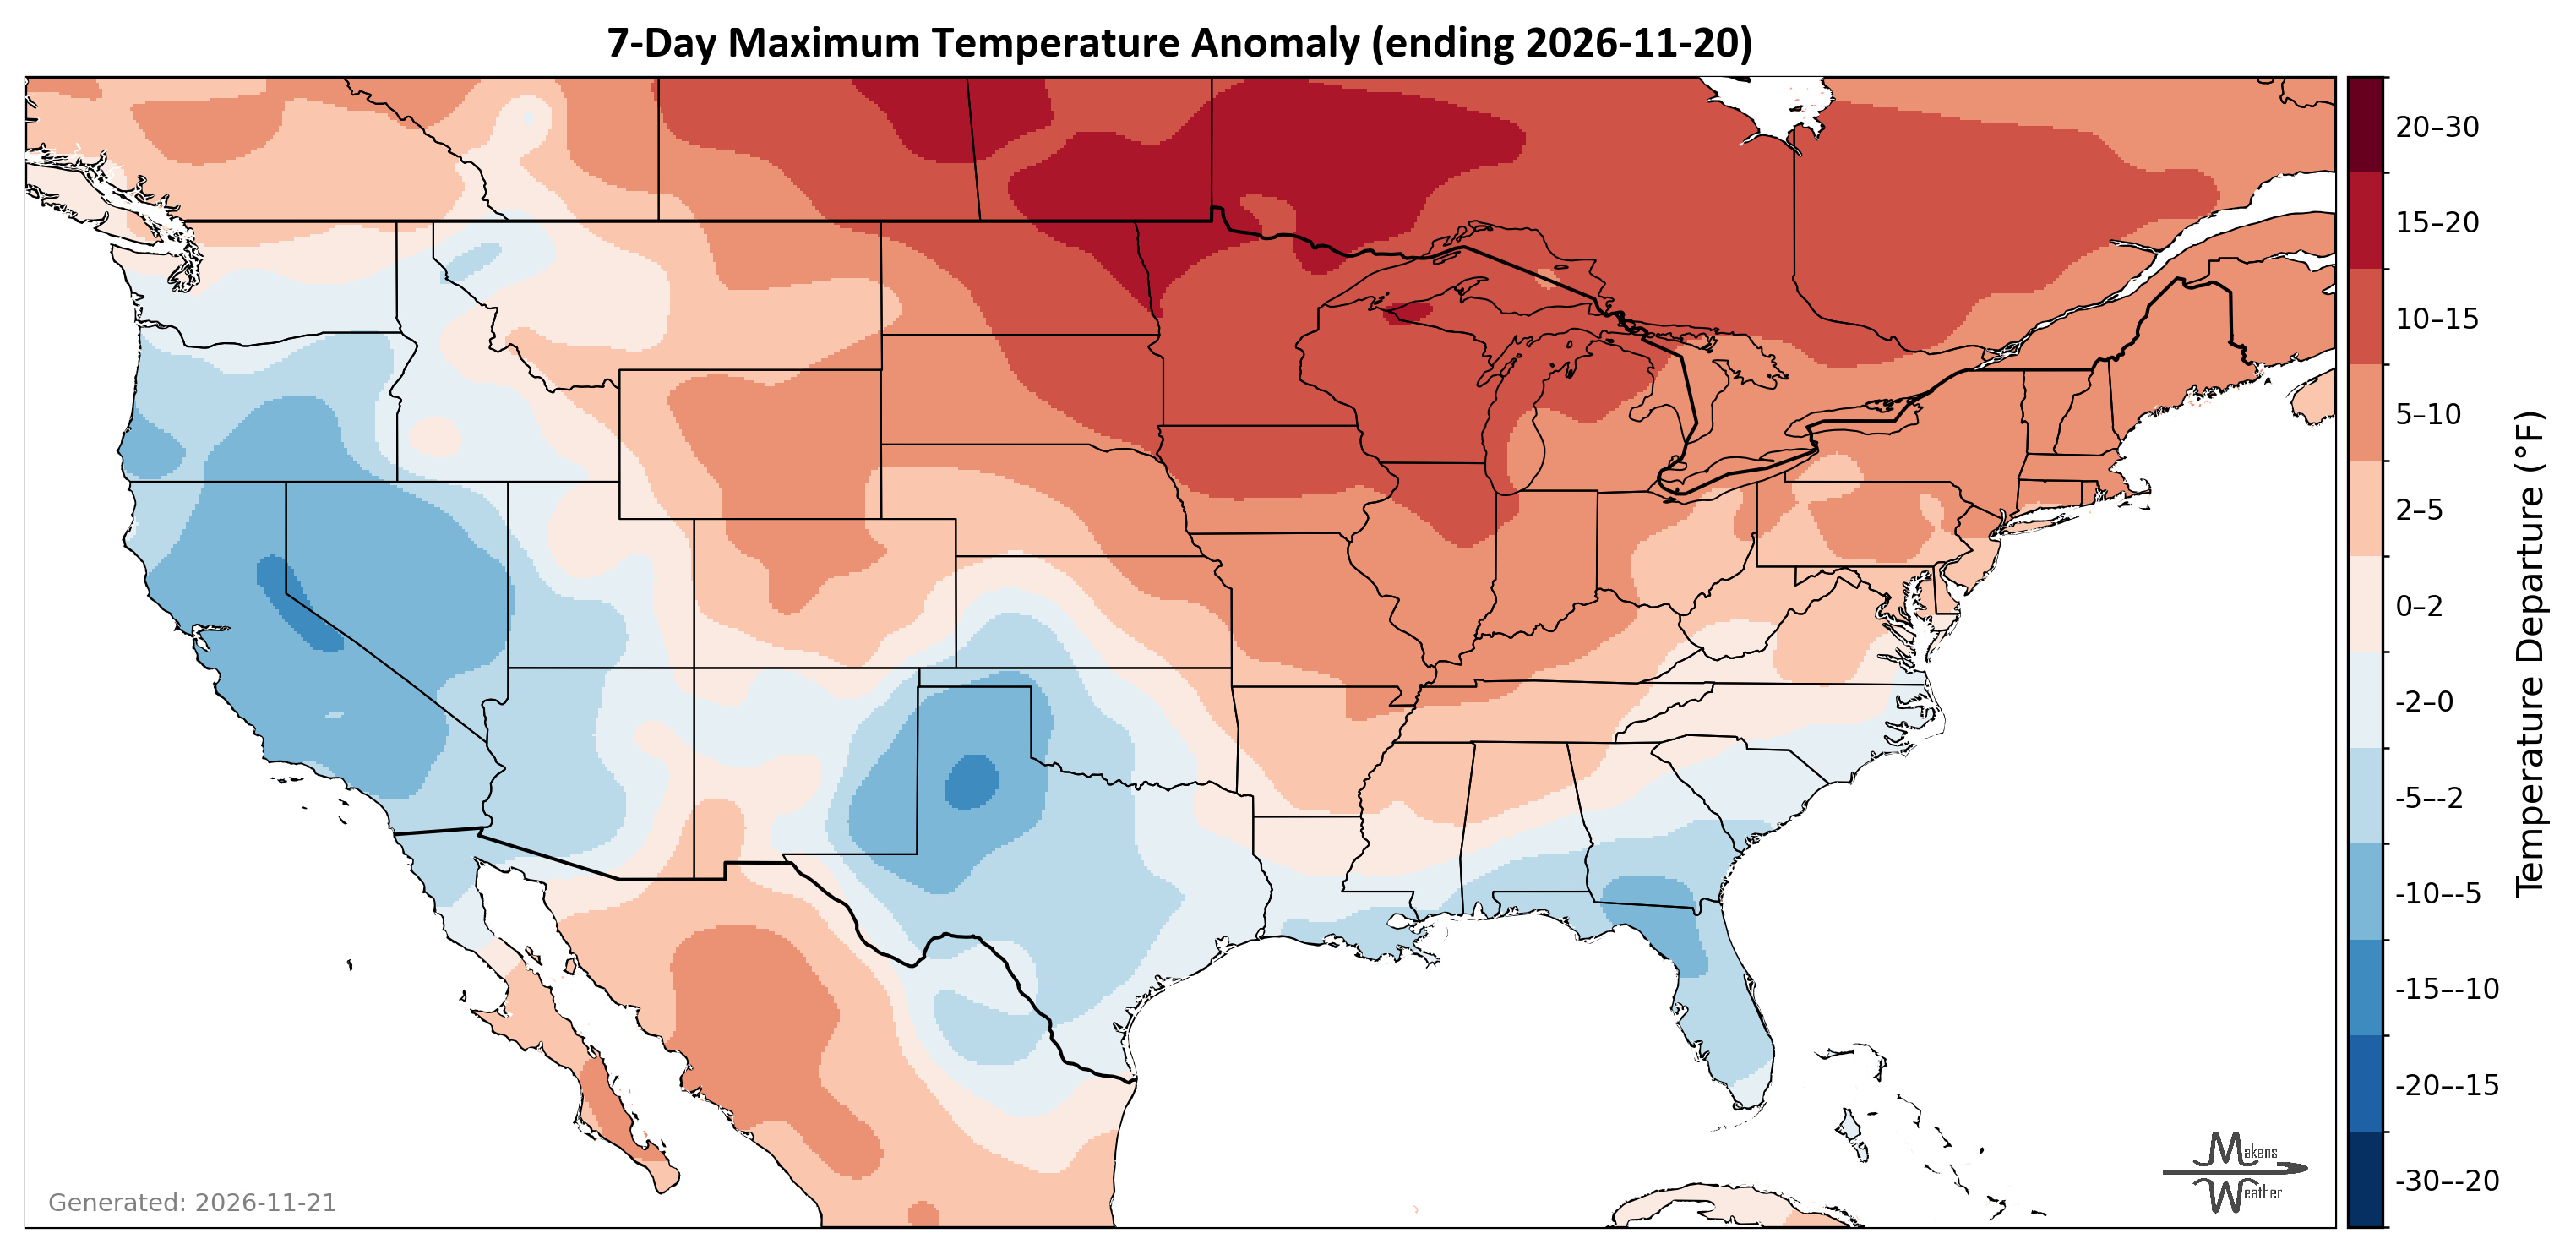 7-Day Maximum Temperature Anomaly (ending 2026-11-20)
20–30
15–20
10–15
5–10
2–5
0–2
-2–0
-5–-2
-10–-5
-15–-10
-20–-15
-30–-20
Temperature Departure (°F)
Generated: 2026-11-21
Makens
Weather